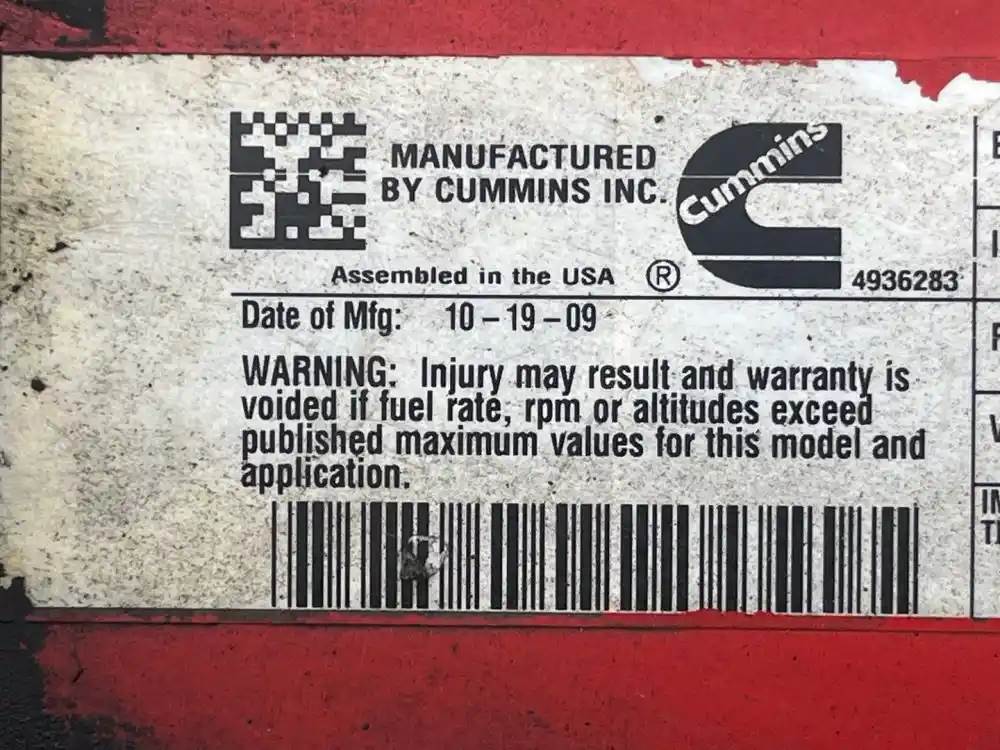 MANUFACTURED
BY CUMMINS INC.
Cummins
Assembled in the USA ®
4936283
Date of Mfg: 10-19-09
WARNING: Injury may result and warranty is
voided if fuel rate, rpm or altitudes exceed
published maximum values for this model and
application.